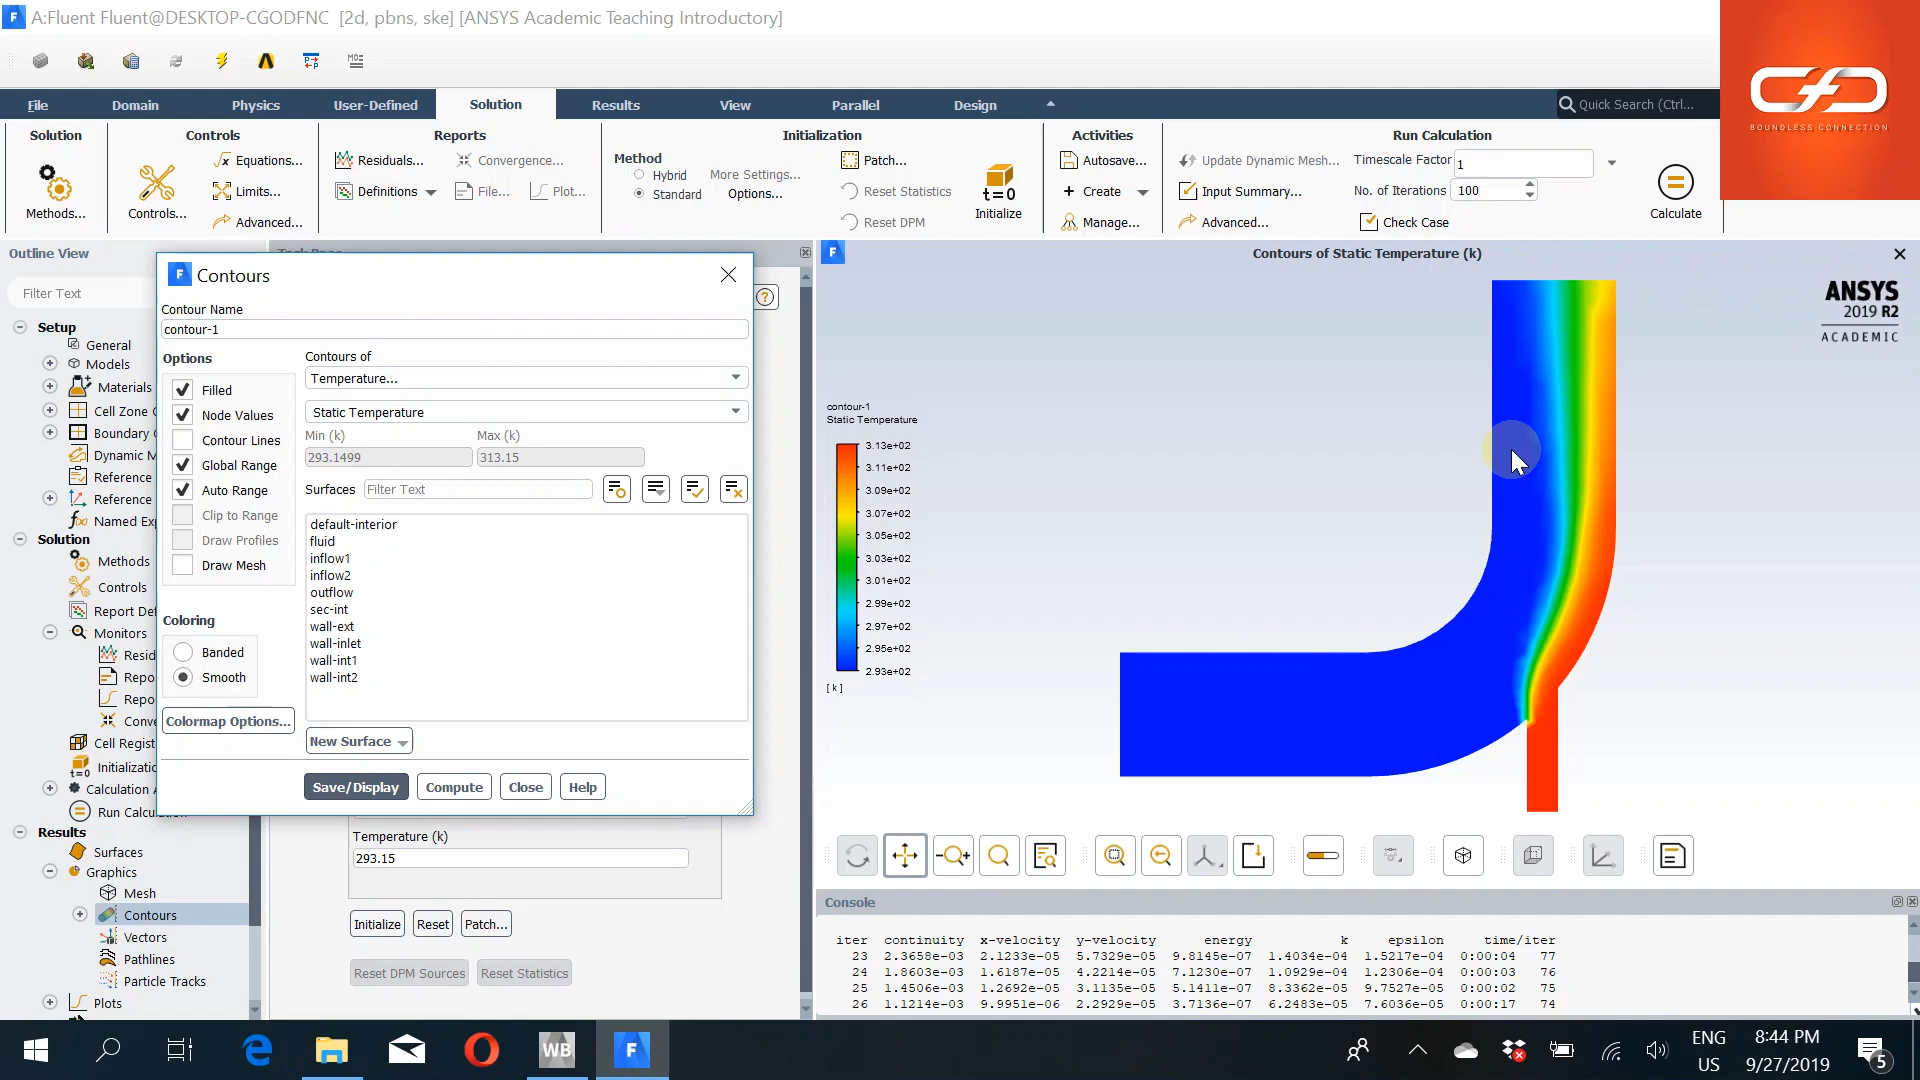 A:Fluent Fluent@DESKTOP-CGODFNC [2d, pbns, ske] [ANSYS Academic Teaching Introductory]
BOUNDLESS CONNECTION
File Domain Physics User-Defined Solution Results View Parallel Design Quick Search (Ctrl...
Solution
Methods...
Controls
Controls...
Equations...
Limits...
Advanced...
Reports
Residuals... Convergence...
Definitions File... Plot...
Initialization
Method
Hybrid More Settings...
Standard Options...
Patch...
Reset Statistics
Reset DPM
t=0
Initialize
Activities
Autosave...
Create
Manage...
Run Calculation
Update Dynamic Mesh... Timescale Factor 1
Input Summary... No. of Iterations 100
Advanced... Check Case
Calculate
Outline View
Filter Text
Setup
General
Models
Materials
Cell Zone
Boundary
Dynamic M
Reference
Reference
Named Exp
Solution
Methods
Controls
Report Def
Monitors
Resid
Repo
Repo
Conve
Cell Regist
t=0
Initializatio
Calculation A
Run Calcu
Results
Surfaces
Graphics
Mesh
Contours
Vectors
Pathlines
Particle Tracks
Plots
Contours
Contour Name
contour-1
Options
Filled
Node Values
Contour Lines
Global Range
Auto Range
Clip to Range
Draw Profiles
Draw Mesh
Coloring
Banded
Smooth
Colormap Options...
Contours of
Temperature...
Static Temperature
Min (k) Max (k)
293.1499 313.15
Surfaces Filter Text
default-interior
fluid
inflow1
inflow2
outflow
sec-int
wall-ext
wall-inlet
wall-int1
wall-int2
New Surface
Save/Display Compute Close Help
Temperature (k)
293.15
Initialize Reset Patch...
Reset DPM Sources Reset Statistics
Contours of Static Temperature (k)
ANSYS
2019 R2
ACADEMIC
contour-1
Static Temperature
3.13e+02
3.11e+02
3.09e+02
3.07e+02
3.05e+02
3.03e+02
3.01e+02
2.99e+02
2.97e+02
2.95e+02
2.93e+02
[ k ]
Console
iter continuity x-velocity y-velocity energy k epsilon time/iter
23 2.3658e-03 2.1233e-05 5.7329e-05 9.8145e-07 1.4034e-04 1.5217e-04 0:00:04 77
24 1.8603e-03 1.6187e-05 4.2214e-05 7.1230e-07 1.0929e-04 1.2306e-04 0:00:03 76
25 1.4506e-03 1.2692e-05 3.1135e-05 5.1411e-07 8.3362e-05 9.7527e-05 0:00:02 75
26 1.1214e-03 9.9951e-06 2.2925e-05 3.7136e-07 6.2483e-05 7.6036e-05 0:00:17 74
WB F
ENG
US
8:44 PM
9/27/2019
5